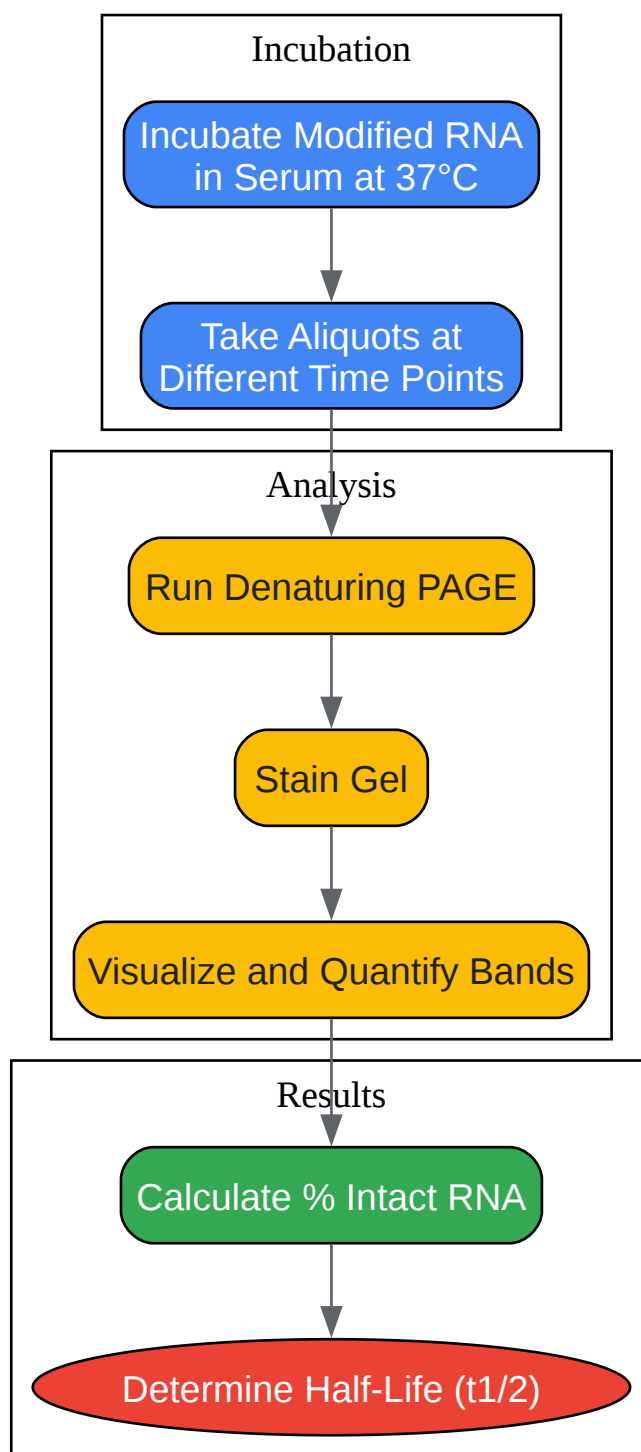 Incubation
Incubate Modified RNA
in Serum at 37°C
Take Aliquots at
Different Time Points
Analysis
Run Denaturing PAGE
Stain Gel
Visualize and Quantify Bands
Results
Calculate % Intact RNA
Determine Half-Life (t1/2)